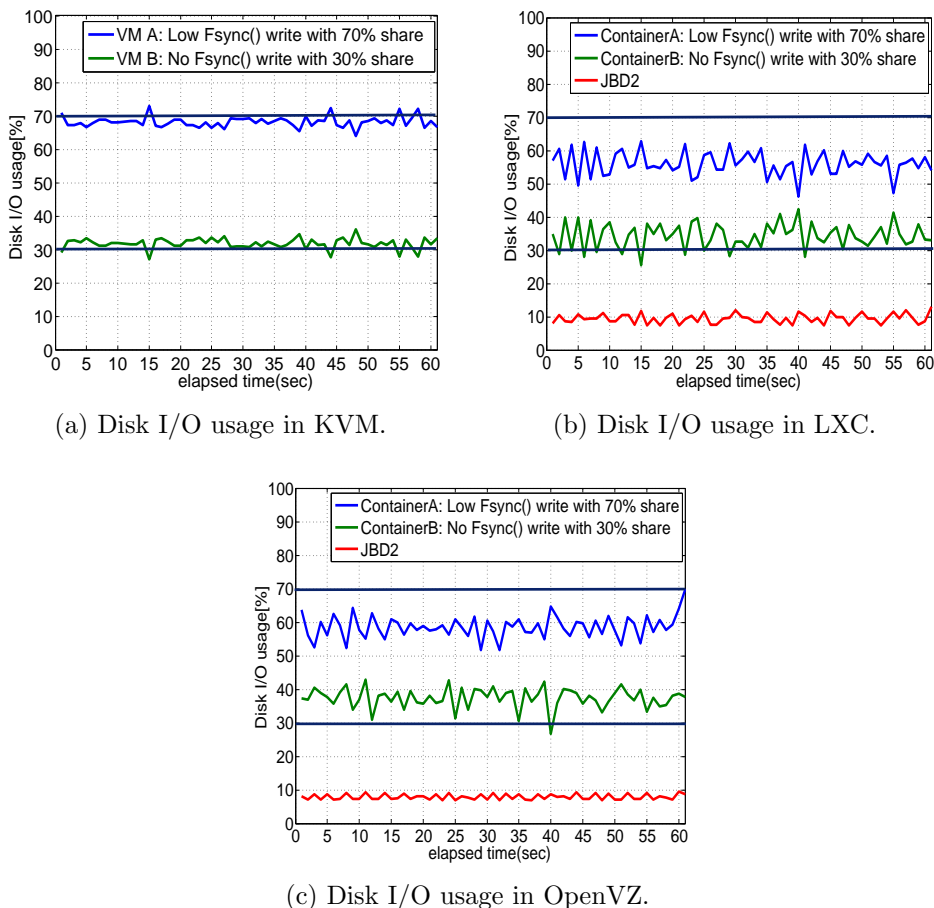 100
90
80
70
60
50
40
30
20
10
0
Disk I/O usage[%]
VM A: Low Fsync() write with 70% share
VM B: No Fsync() write with 30% share
0 5 10 15 20 25 30 35 40 45 50 55 60
elapsed time(sec)
(a) Disk I/O usage in KVM.
100
90
80
70
60
50
40
30
20
10
0
Disk I/O usage[%]
ContainerA: Low Fsync() write with 70% share
ContainerB: No Fsync() write with 30% share
JBD2
0 5 10 15 20 25 30 35 40 45 50 55 60
elapsed time(sec)
(b) Disk I/O usage in LXC.
100
90
80
70
60
50
40
30
20
10
0
Disk I/O usage[%]
ContainerA: Low Fsync() write with 70% share
ContainerB: No Fsync() write with 30% share
JBD2
0 5 10 15 20 25 30 35 40 45 50 55 60
elapsed time(sec)
(c) Disk I/O usage in OpenVZ.